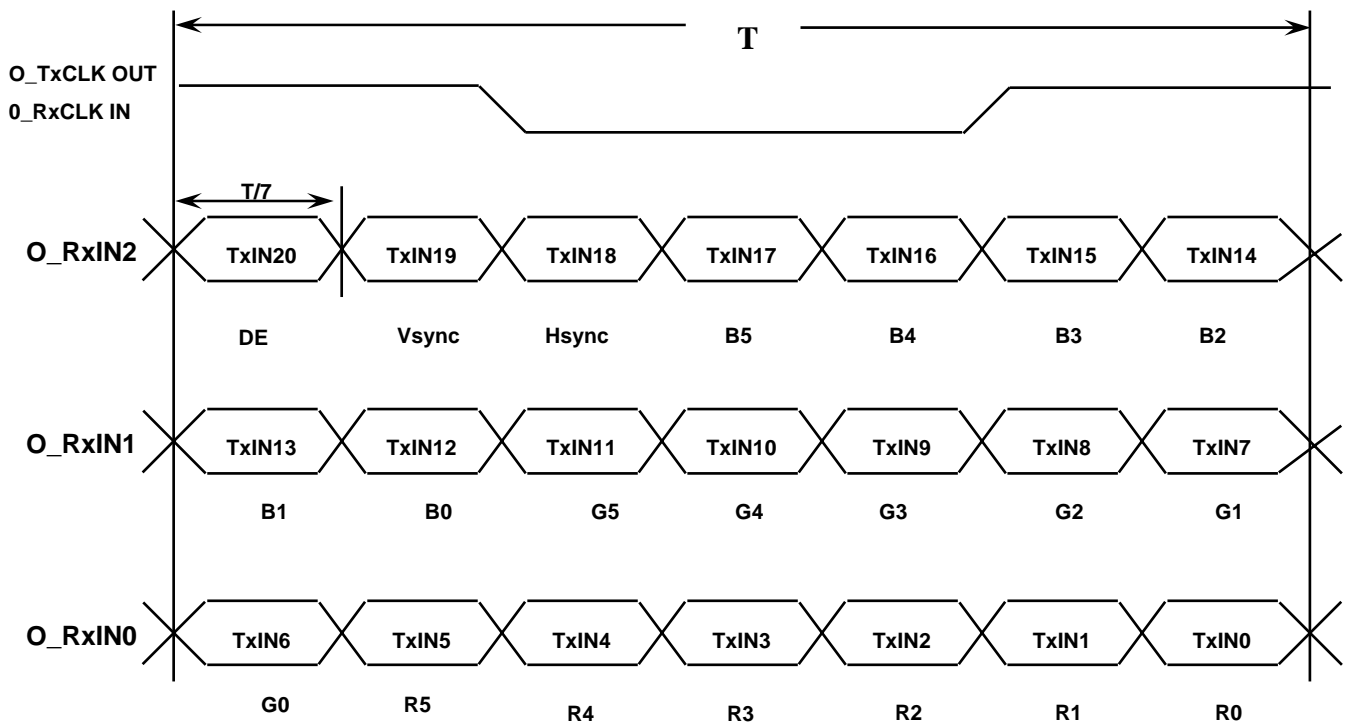 T
O_TxCLK OUT
0_RxCLK IN
T/7
O_RxIN2 TxIN20 TxIN19 TxIN18 TxIN17 TxIN16 TxIN15 TxIN14
DE Vsync Hsync B5 B4 B3 B2
O_RxIN1 TxIN13 TxIN12 TxIN11 TxIN10 TxIN9 TxIN8 TxIN7
B1 B0 G5 G4 G3 G2 G1
O_RxIN0 TxIN6 TxIN5 TxIN4 TxIN3 TxIN2 TxIN1 TxIN0
G0 R5 R4 R3 R2 R1 R0